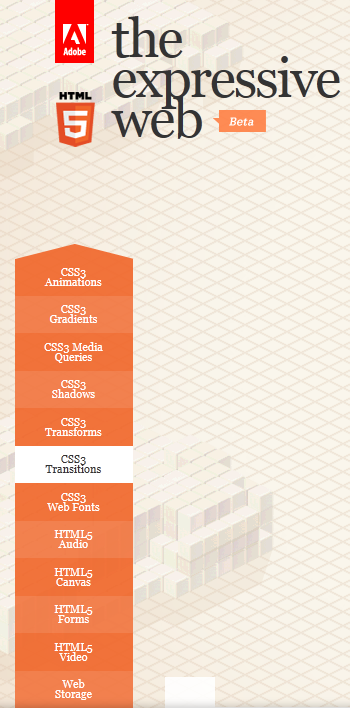 Adobe
the
expressive
web
Beta
HTML
5
CSS3
Animations
CSS3
Gradients
CSS3 Media
Queries
CSS3
Shadows
CSS3
Transforms
CSS3
Transitions
CSS3
Web Fonts
HTML5
Audio
HTML5
Canvas
HTML5
Forms
HTML5
Video
Web
Storage